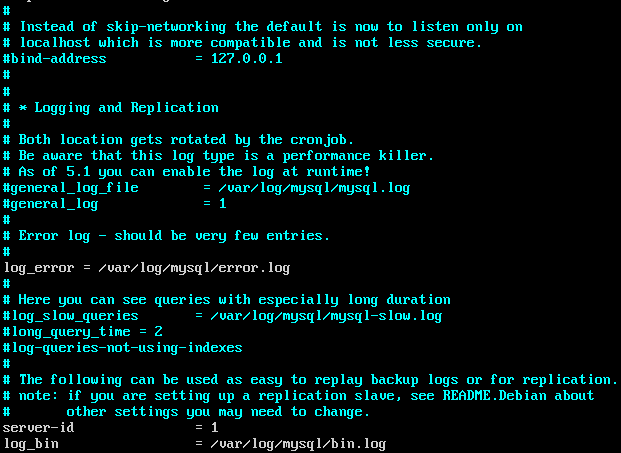 #
# Instead of skip-networking the default is now to listen only on
# localhost which is more compatible and is not less secure.
#bind-address           = 127.0.0.1
#
#
# * Logging and Replication
#
# Both location gets rotated by the cronjob.
# Be aware that this log type is a performance killer.
# As of 5.1 you can enable the log at runtime!
#general_log_file        = /var/log/mysql/mysql.log
#general_log             = 1
#
# Error log - should be very few entries.
#
log_error = /var/log/mysql/error.log
#
# Here you can see queries with especially long duration
#log_slow_queries       = /var/log/mysql/mysql-slow.log
#long_query_time = 2
#log-queries-not-using-indexes
#
# The following can be used as easy to replay backup logs or for replication.
# note: if you are setting up a replication slave, see README.Debian about
#       other settings you may need to change.
server-id               = 1
log_bin                 = /var/log/mysql/bin.log